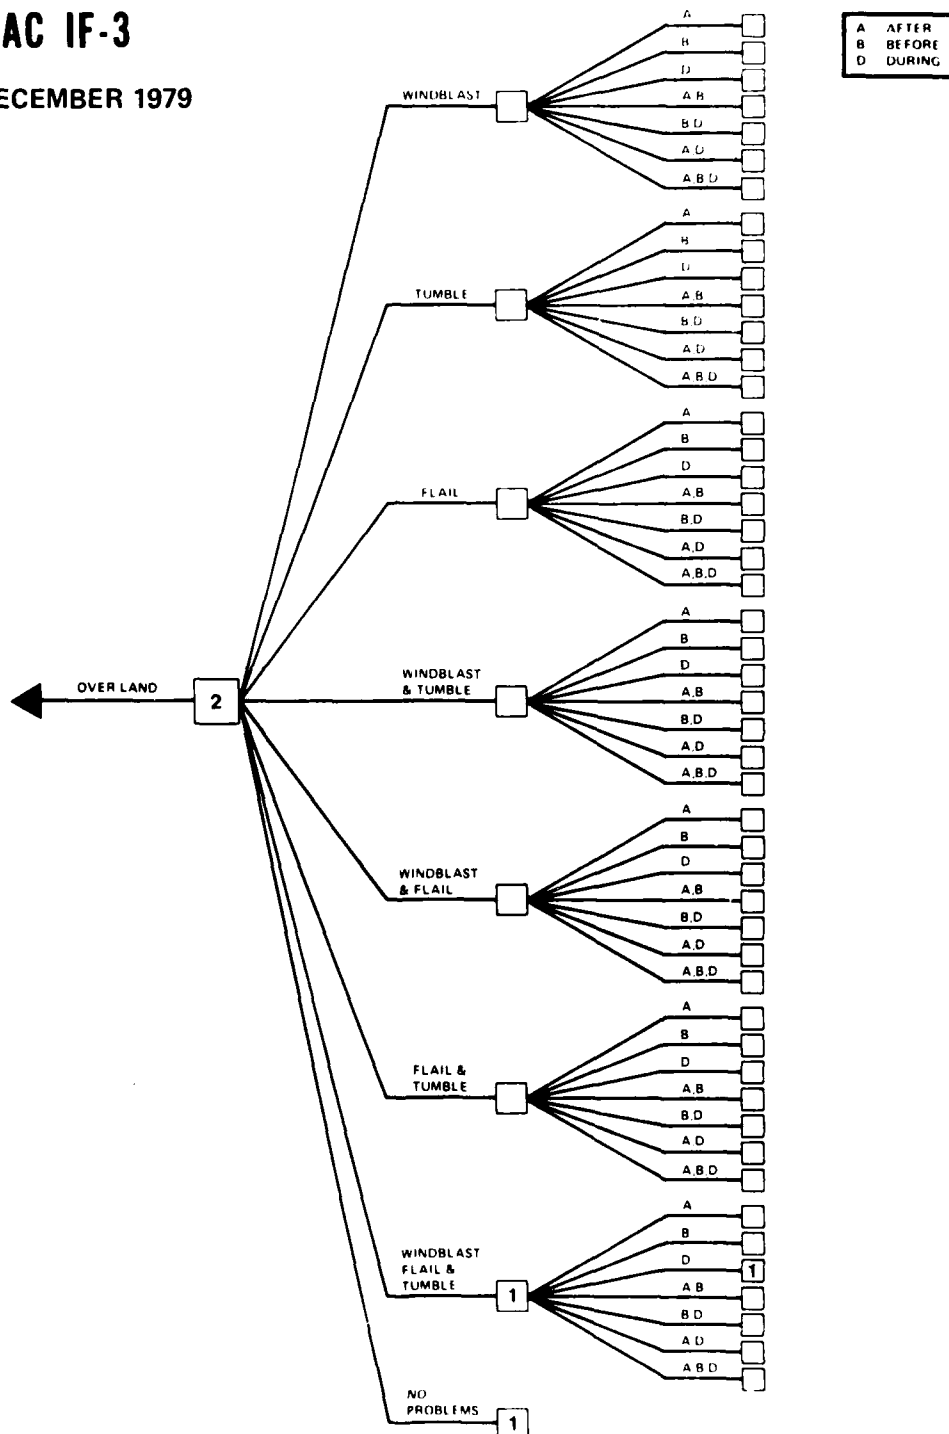 AC IF-3
ECEMBER 1979
A AFTER
B BEFORE
D DURING
WINDBLAST
A
B
D
A,B
B,D
A,D
A,B,D
TUMBLE
A
B
D
A,B
B,D
A,D
A,B,D
FLAIL
A
B
D
A,B
B,D
A,D
A,B,D
OVER LAND
2
WINDBLAST
& TUMBLE
A
B
D
A,B
B,D
A,D
A,B,D
WINDBLAST
& FLAIL
A
B
D
A,B
B,D
A,D
A,B,D
FLAIL &
TUMBLE
A
B
D
A,B
B,D
A,D
A,B,D
WINDBLAST
FLAIL &
TUMBLE
1
A
B
D
1
A B
B D
A D
A B D
NO
PROBLEMS
1